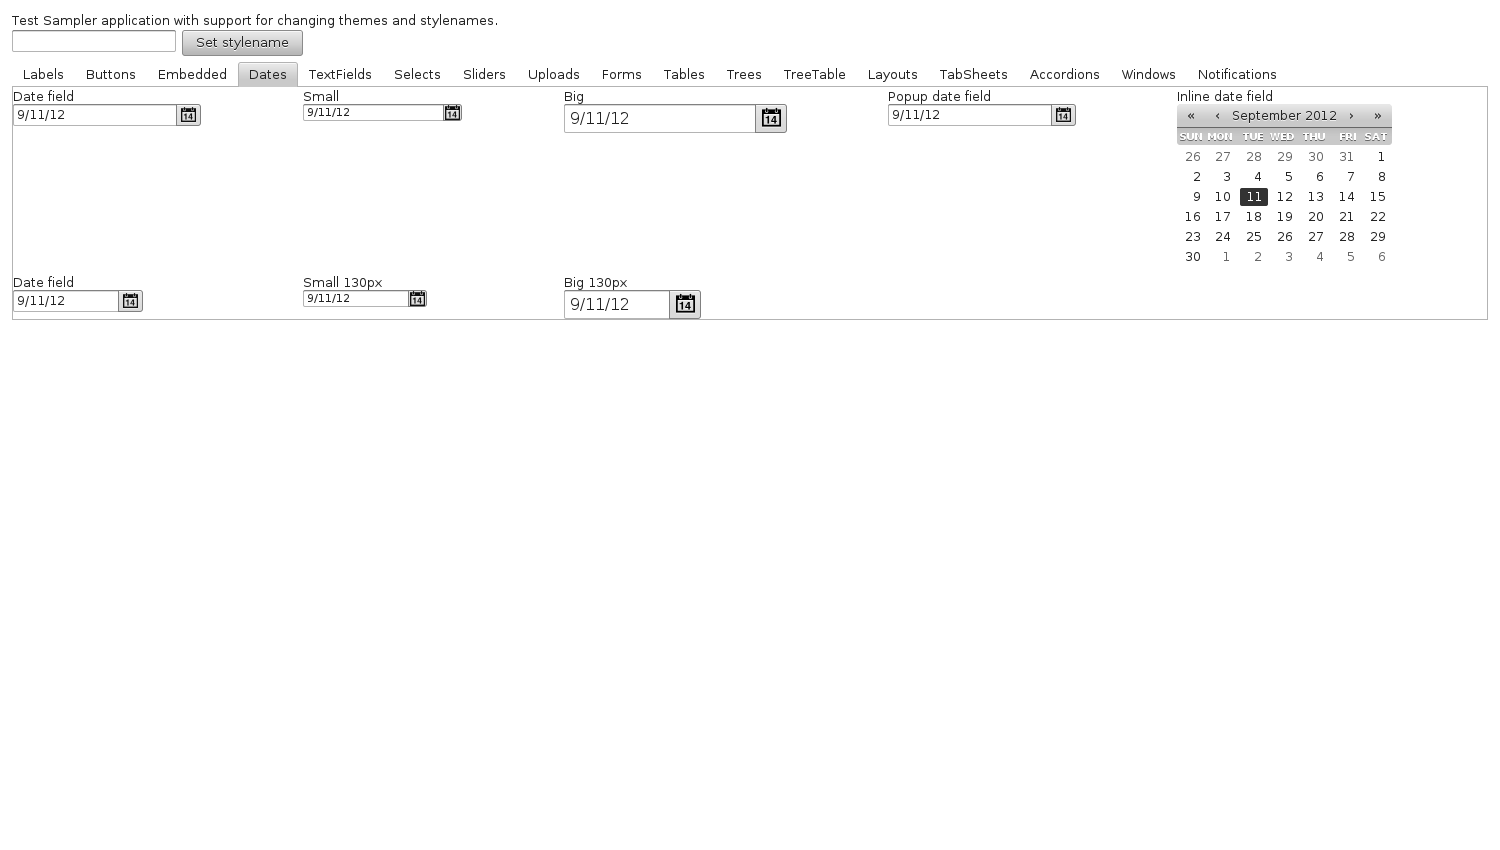 Test Sampler application with support for changing themes and stylenames.
Set stylename
Labels Buttons Embedded Dates TextFields Selects Sliders Uploads Forms Tables Trees TreeTable Layouts TabSheets Accordions Windows Notifications
Date field Small Big Popup date field Inline date field
9/11/12 14 9/11/12 14 9/11/12 14 9/11/12 14
« ‹ September 2012 › »
SUN MON TUE WED THU FRI SAT
26 27 28 29 30 31 1
2 3 4 5 6 7 8
9 10 11 12 13 14 15
16 17 18 19 20 21 22
23 24 25 26 27 28 29
30 1 2 3 4 5 6
Date field Small 130px Big 130px
9/11/12 14 9/11/12 14 9/11/12 14